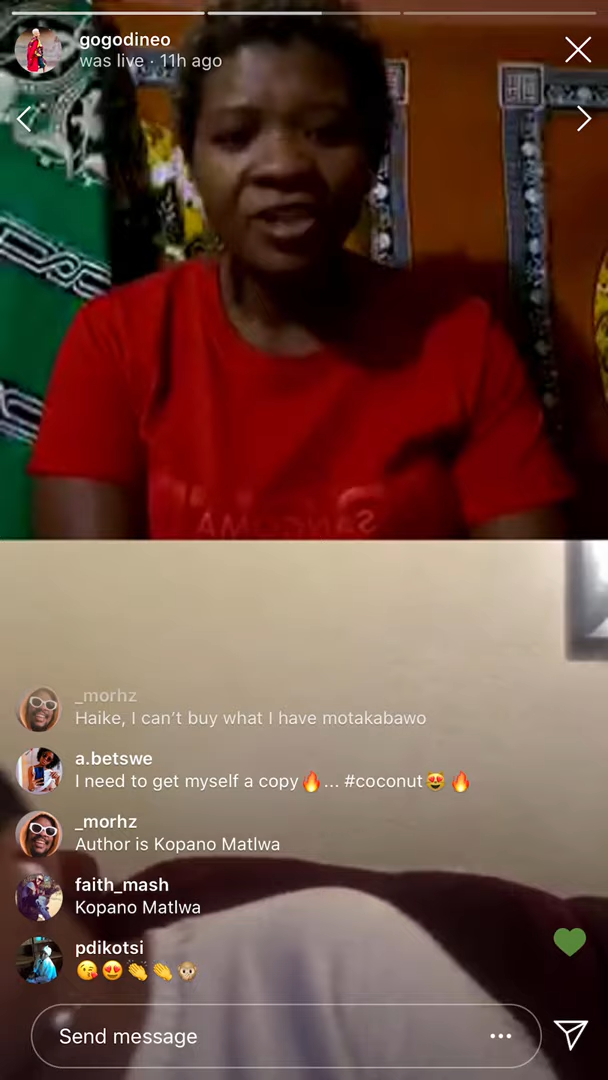 gogodineo
was live · 11h ago
SANGOMA
_morhz
Haike, I can't buy what I have motakabawo
a.betswe
I need to get myself a copy🔥... #coconut😍 🔥
_morhz
Author is Kopano Matlwa
faith_mash
Kopano Matlwa
pdikotsi
😘😍👏👏🙊
Send message